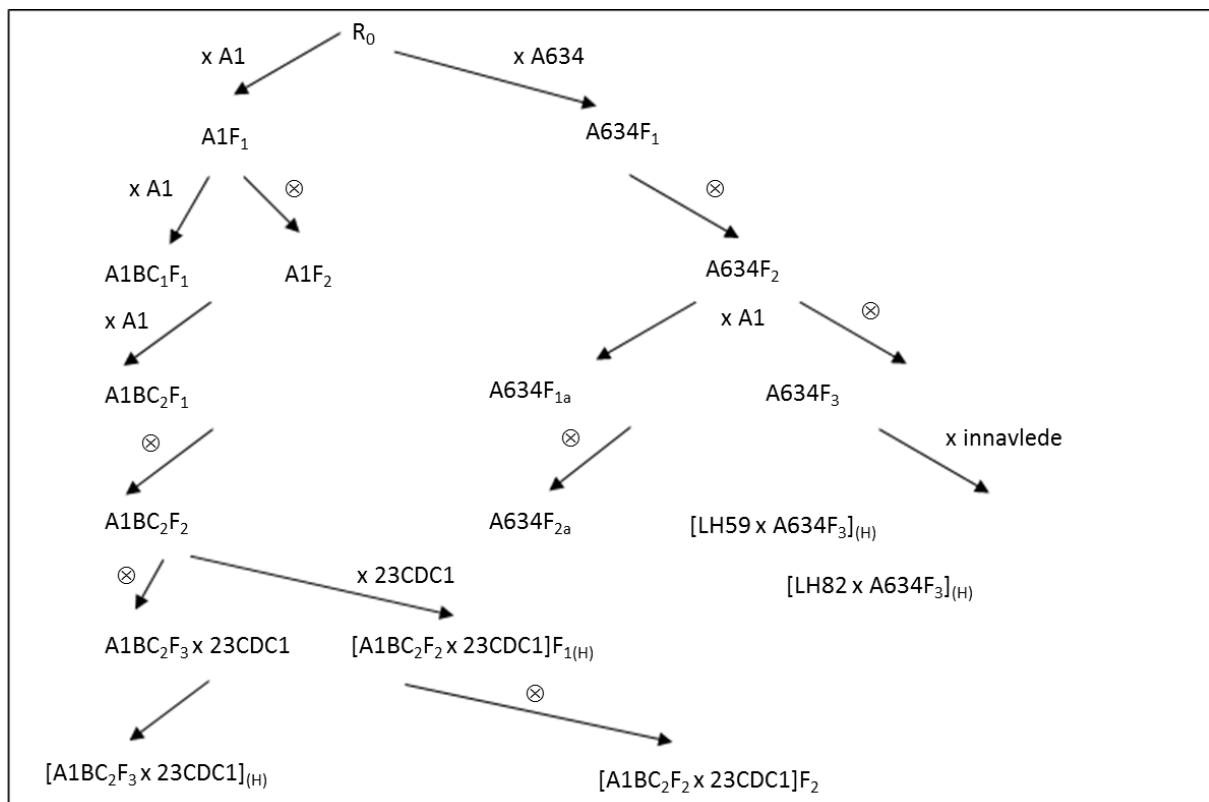 R₀
x A1
x A634
A1F₁
A634F₁
x A1
⊗
⊗
A1BC₁F₁
A1F₂
A634F₂
x A1
x A1
⊗
A1BC₂F₁
A634F₁ₐ
A634F₃
⊗
⊗
x innavlede
A1BC₂F₂
A634F₂ₐ
[LH59 x A634F₃]₍H₎
⊗
x 23CDC1
[LH82 x A634F₃]₍H₎
A1BC₂F₃ x 23CDC1
[A1BC₂F₂ x 23CDC1]F₁₍H₎
⊗
[A1BC₂F₃ x 23CDC1]₍H₎
[A1BC₂F₂ x 23CDC1]F₂